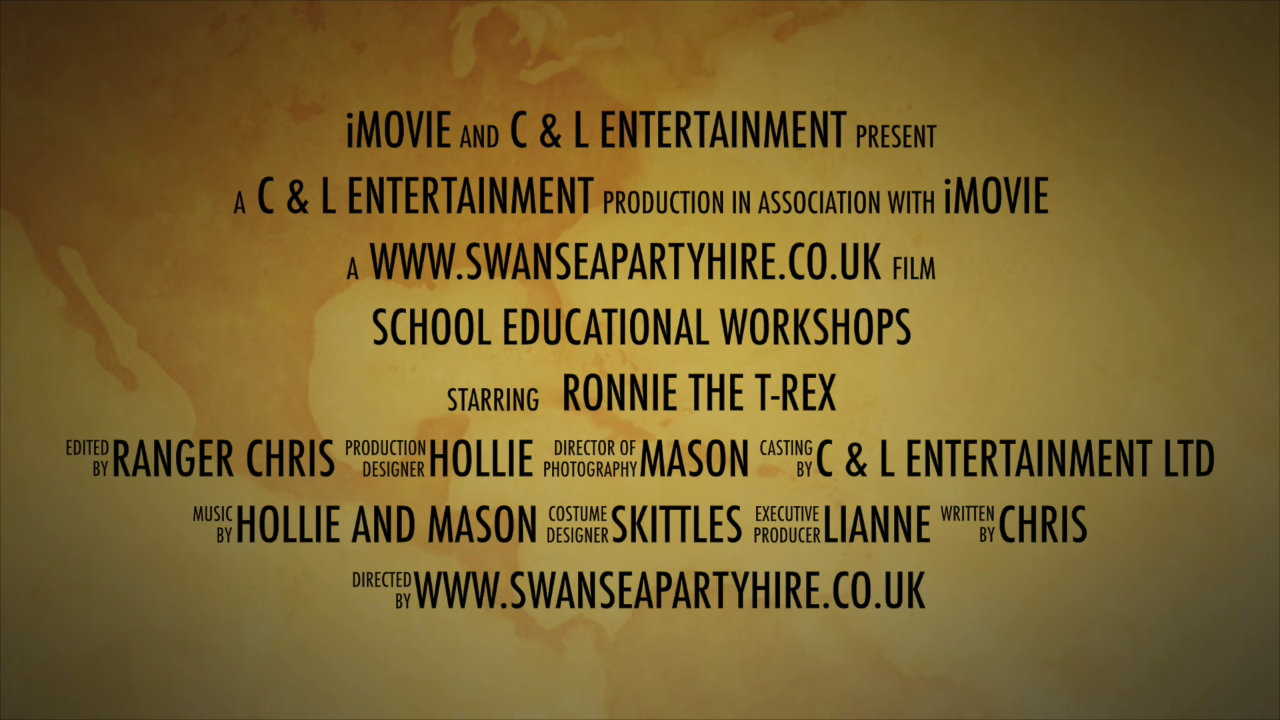 iMOVIE AND C & L ENTERTAINMENT PRESENT
A C & L ENTERTAINMENT PRODUCTION IN ASSOCIATION WITH iMOVIE
A WWW.SWANSEAPARTYHIRE.CO.UK FILM
SCHOOL EDUCATIONAL WORKSHOPS
STARRING RONNIE THE T-REX
EDITED BY RANGER CHRIS PRODUCTION DESIGNER HOLLIE DIRECTOR OF PHOTOGRAPHY MASON CASTING BY C & L ENTERTAINMENT LTD
MUSIC BY HOLLIE AND MASON COSTUME DESIGNER SKITTLES EXECUTIVE PRODUCER LIANNE WRITTEN BY CHRIS
DIRECTED BY WWW.SWANSEAPARTYHIRE.CO.UK